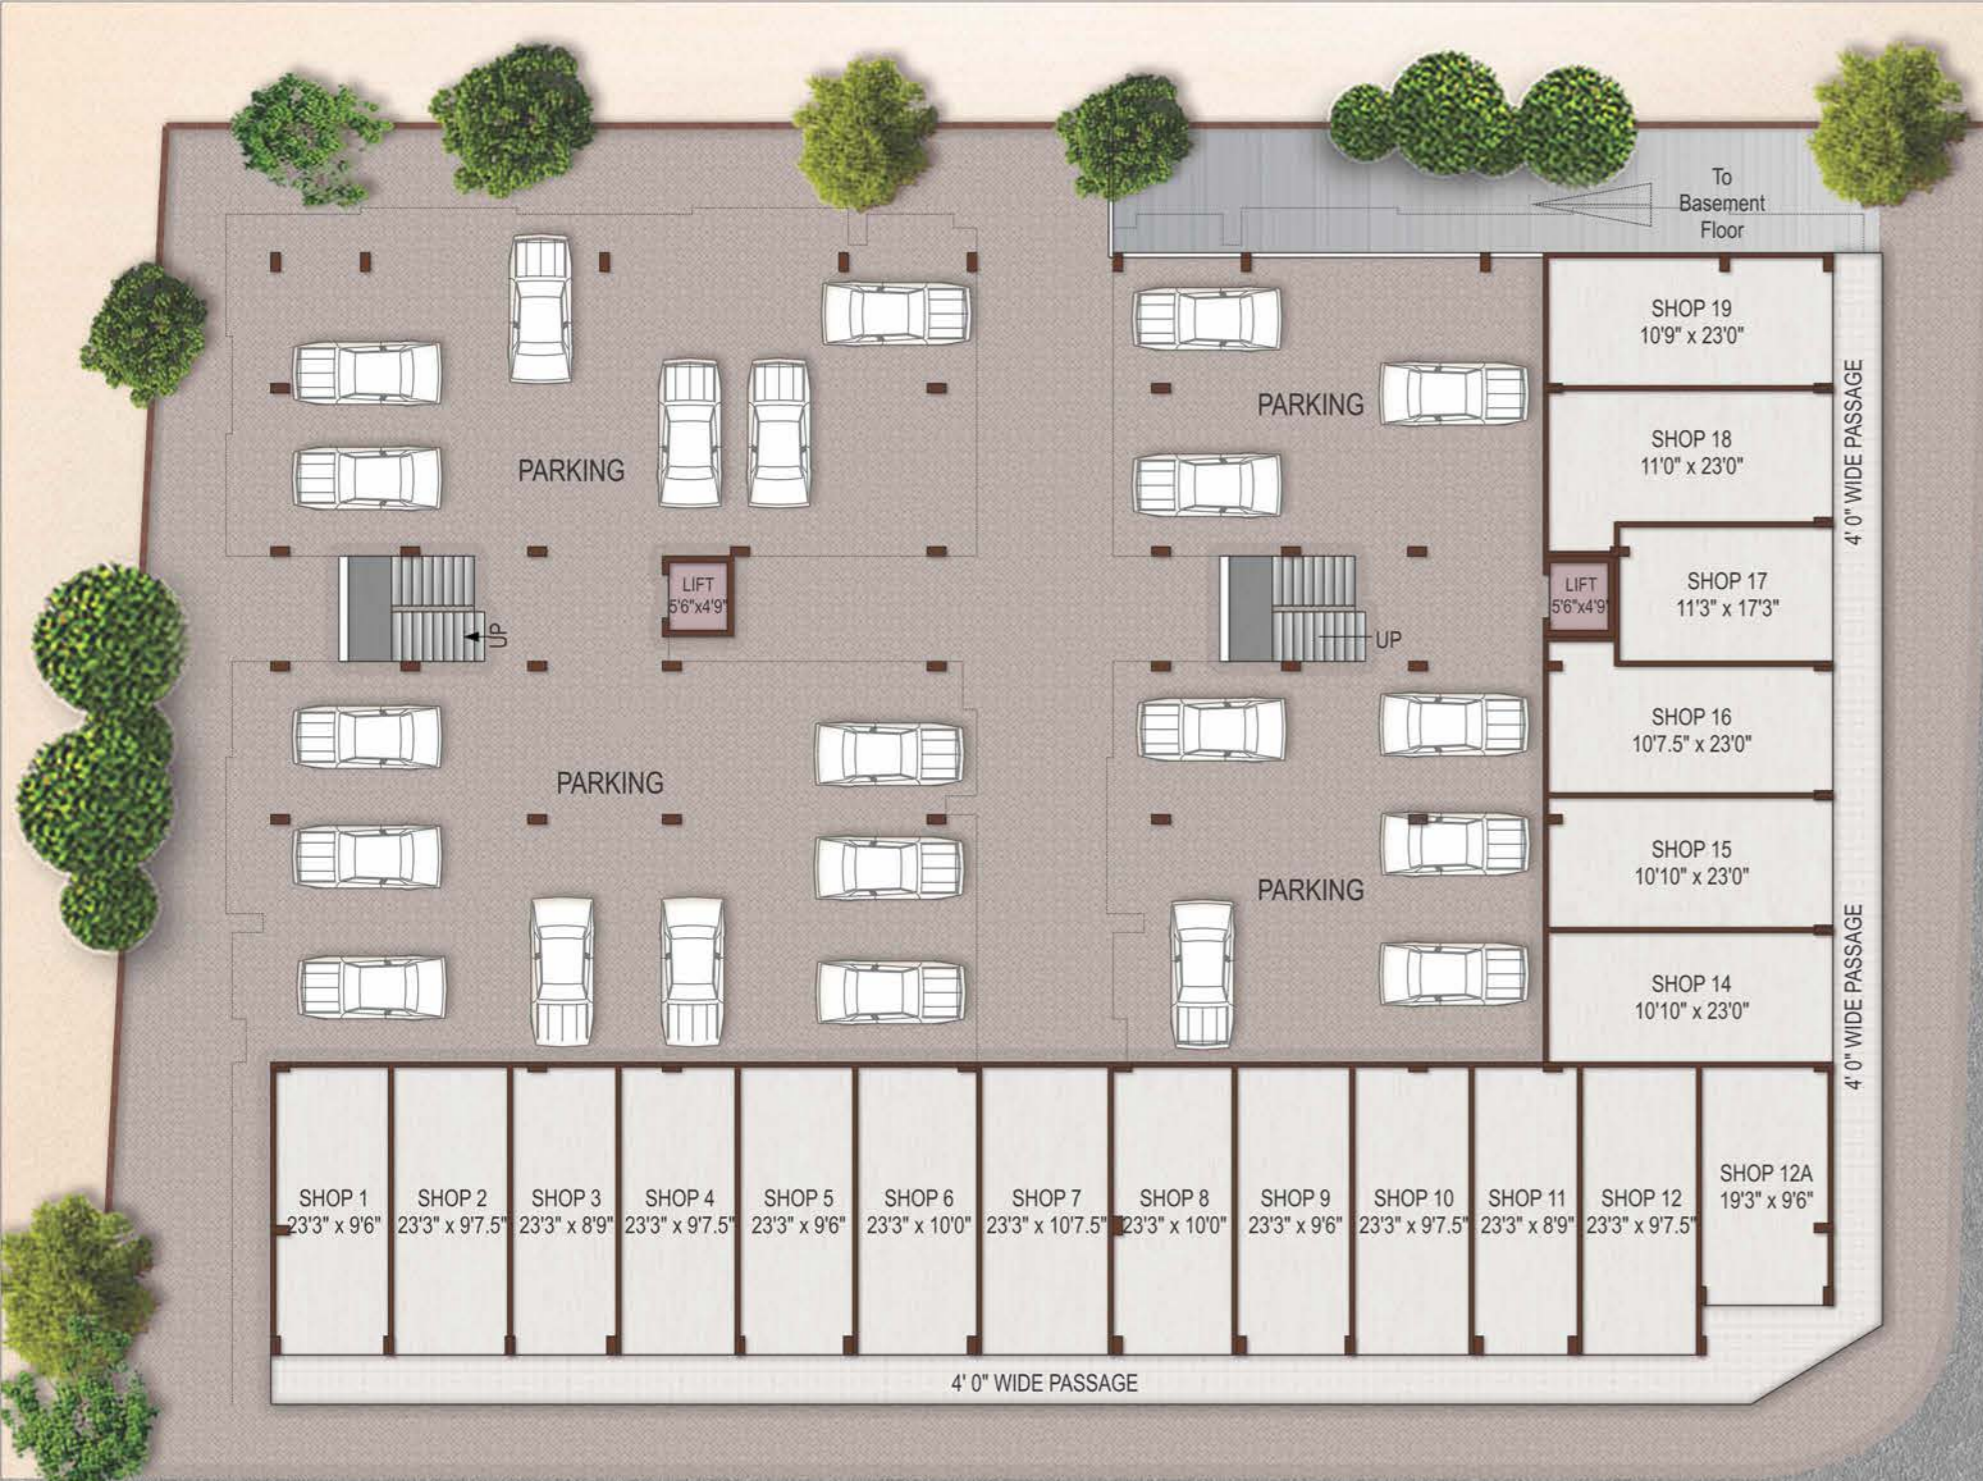 To
Basement
Floor
SHOP 19
10'9" x 23'0"
4' 0" WIDE PASSAGE
PARKING
SHOP 18
11'0" x 23'0"
PARKING
LIFT
5'6"x4'9"
LIFT
5'6"x4'9"
SHOP 17
11'3" x 17'3"
UP
UP
SHOP 16
10'7.5" x 23'0"
PARKING
SHOP 15
10'10" x 23'0"
PARKING
4' 0" WIDE PASSAGE
SHOP 14
10'10" x 23'0"
SHOP 1
23'3" x 9'6"
SHOP 2
23'3" x 9'7.5"
SHOP 3
23'3" x 8'9"
SHOP 4
23'3" x 9'7.5"
SHOP 5
23'3" x 9'6"
SHOP 6
23'3" x 10'0"
SHOP 7
23'3" x 10'7.5"
SHOP 8
23'3" x 10'0"
SHOP 9
23'3" x 9'6"
SHOP 10
23'3" x 9'7.5"
SHOP 11
23'3" x 8'9"
SHOP 12
23'3" x 9'7.5"
SHOP 12A
19'3" x 9'6"
4' 0" WIDE PASSAGE